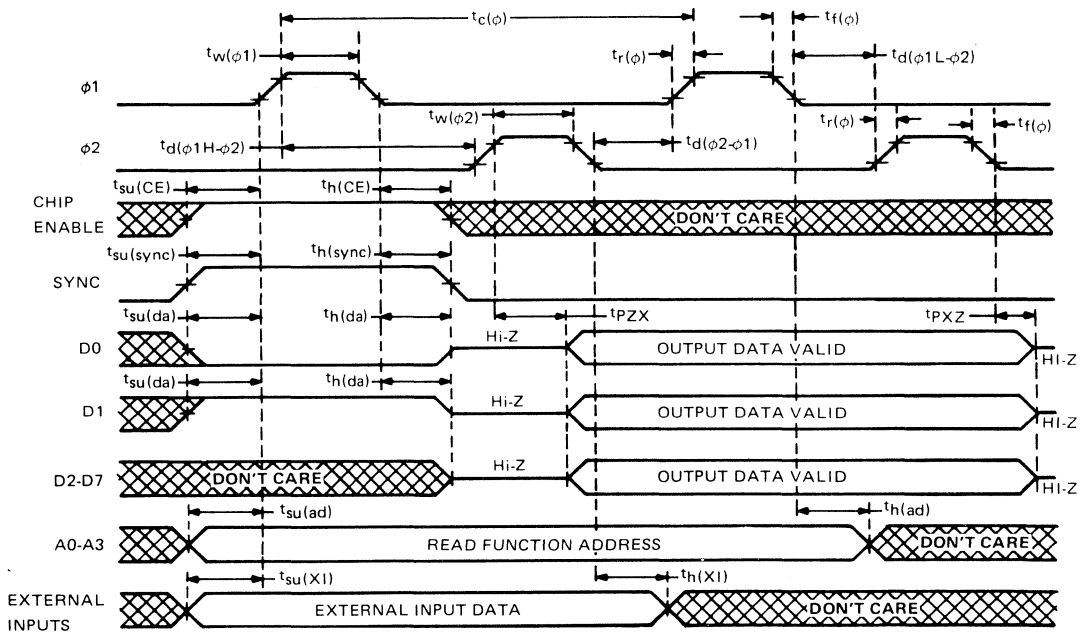 tc(ϕ)
tf(ϕ)
tw(ϕ1)
tr(ϕ)
td(ϕ1L-ϕ2)
ϕ1
tw(ϕ2)
tr(ϕ)
tf(ϕ)
td(ϕ1H-ϕ2)
td(ϕ2-ϕ1)
ϕ2
tsu(CE)
th(CE)
CHIP
ENABLE
DON'T CARE
tsu(sync)
th(sync)
SYNC
tsu(da)
th(da)
tPZX
tPXZ
D0
Hi-Z
OUTPUT DATA VALID
HI-Z
tsu(da)
th(da)
D1
Hi-Z
OUTPUT DATA VALID
HI-Z
D2-D7
DON'T CARE
Hi-Z
OUTPUT DATA VALID
HI-Z
tsu(ad)
th(ad)
A0-A3
READ FUNCTION ADDRESS
DON'T CARE
tsu(XI)
th(XI)
EXTERNAL
INPUTS
EXTERNAL INPUT DATA
DON'T CARE